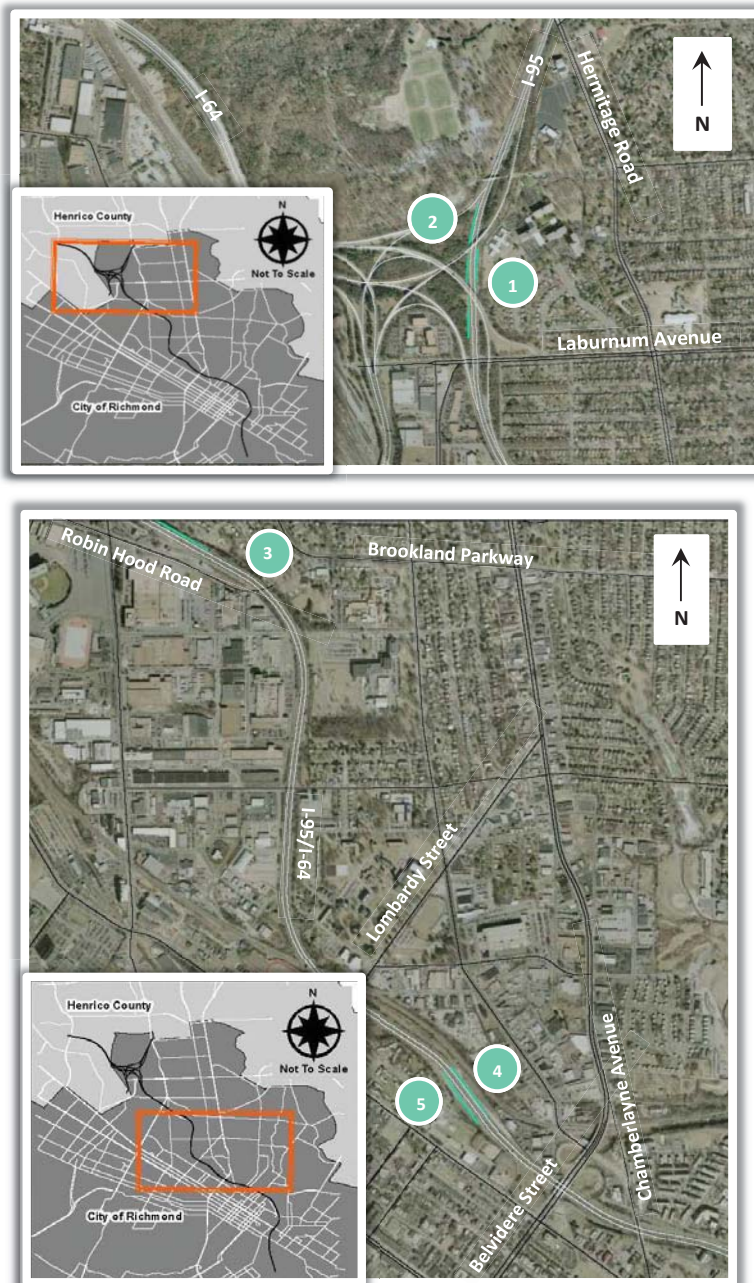 I-64
I-95
Hermitage Road
N
2
1
Laburnum Avenue
Henrico County
N
Not To Scale
City of Richmond
Robin Hood Road
3
Brookland Parkway
N
I-95/I-64
Lombardy Street
Henrico County
N
Not To Scale
City of Richmond
4
5
Chamberlayne Avenue
Belvidere Street